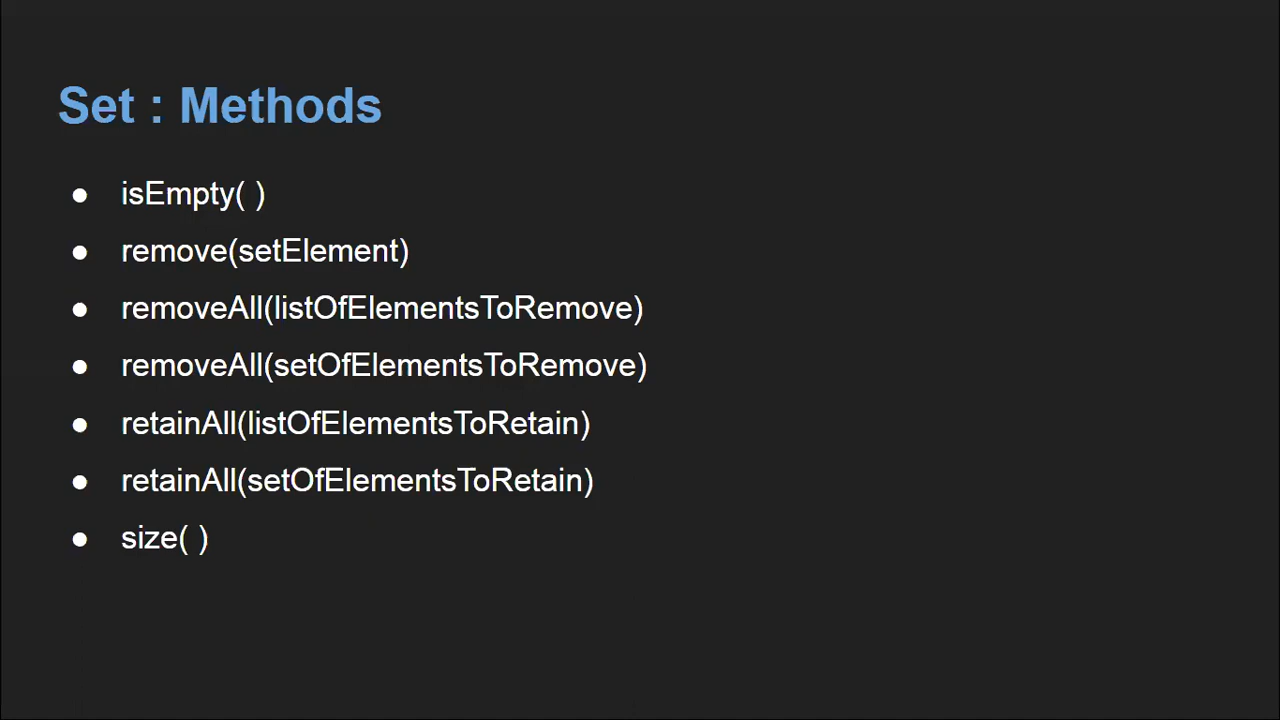 Set : Methods
● isEmpty( )
● remove(setElement)
● removeAll(listOfElementsToRemove)
● removeAll(setOfElementsToRemove)
● retainAll(listOfElementsToRetain)
● retainAll(setOfElementsToRetain)
● size( )